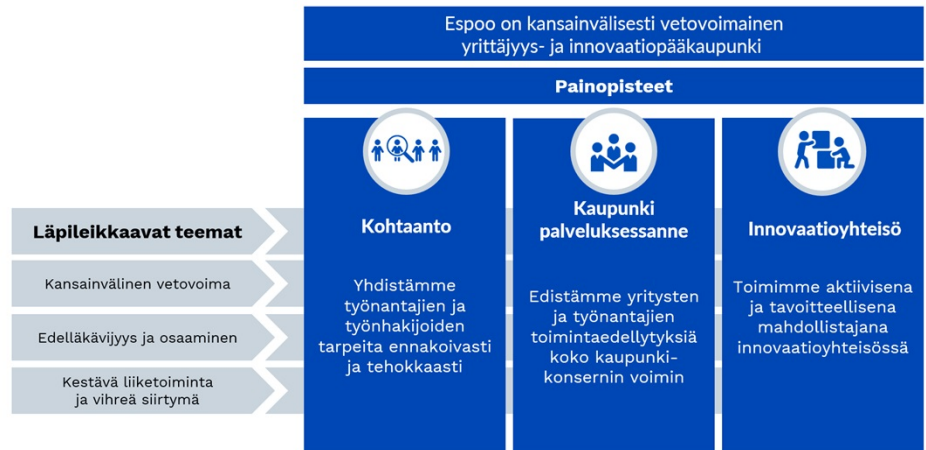 Espoo on kansainvälisesti vetovoimainen
yrittäjyys- ja innovaatiopääkaupunki
Painopisteet
Läpileikkaavat teemat
Kansainvälinen vetovoima
Edelläkävijyys ja osaaminen
Kestävä liiketoiminta
ja vihreä siirtymä
Kohtaanto
Yhdistämme
työnantajien ja
työnhakijoiden
tarpeita ennakoivasti
ja tehokkaasti
Kaupunki
palveluksessanne
Edistämme yritysten
ja työnantajien
toimintaedellytyksiä
koko kaupunki-
konsernin voimin
Innovaatioyhteisö
Toimimme aktiivisena
ja tavoitteellisena
mahdollistajana
innovaatioyhteisössä